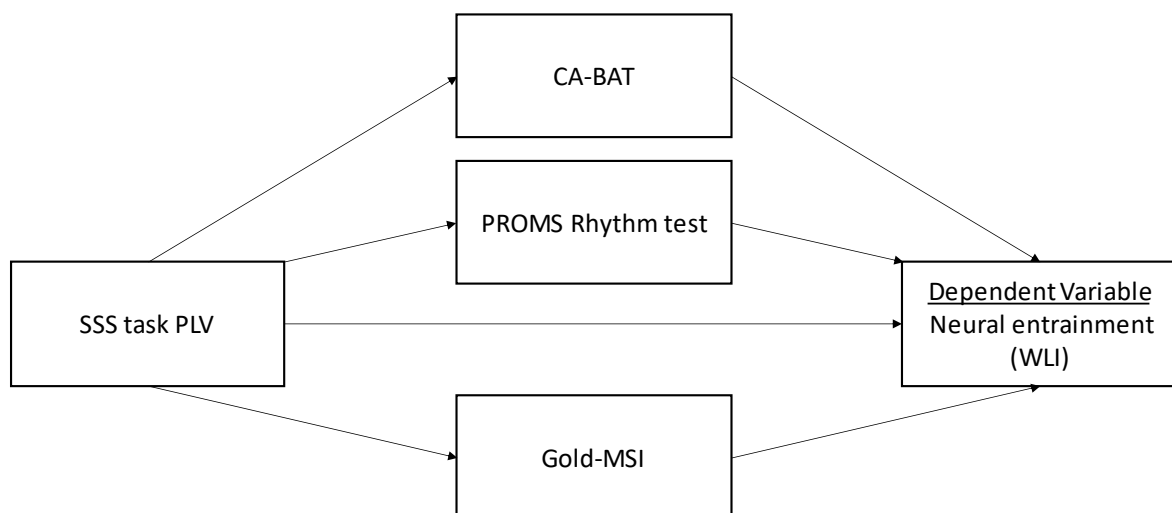 CA-BAT
PROMS Rhythm test
SSS task PLV
Dependent Variable
Neural entrainment
(WLI)
Gold-MSI